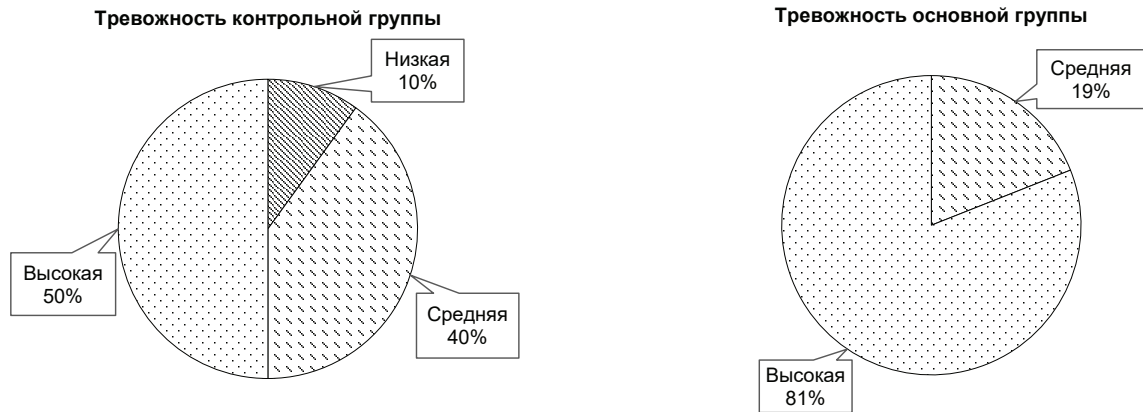 Тревожность контрольной группы
Низкая
10%
Высокая
50%
Средняя
40%
Тревожность основной группы
Средняя
19%
Высокая
81%